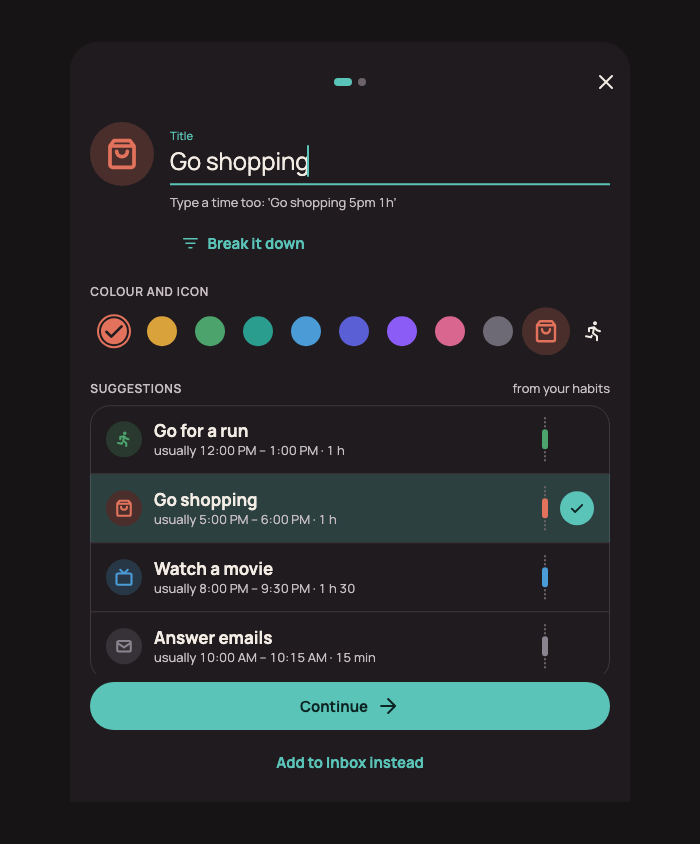 Title
Go shopping
Type a time too: 'Go shopping 5pm 1h'
Break it down
COLOUR AND ICON
SUGGESTIONS
from your habits
Go for a run
usually 12:00 PM – 1:00 PM · 1 h
Go shopping
usually 5:00 PM – 6:00 PM · 1 h
Watch a movie
usually 8:00 PM – 9:30 PM · 1 h 30
Answer emails
usually 10:00 AM – 10:15 AM · 15 min
Continue
Add to Inbox instead